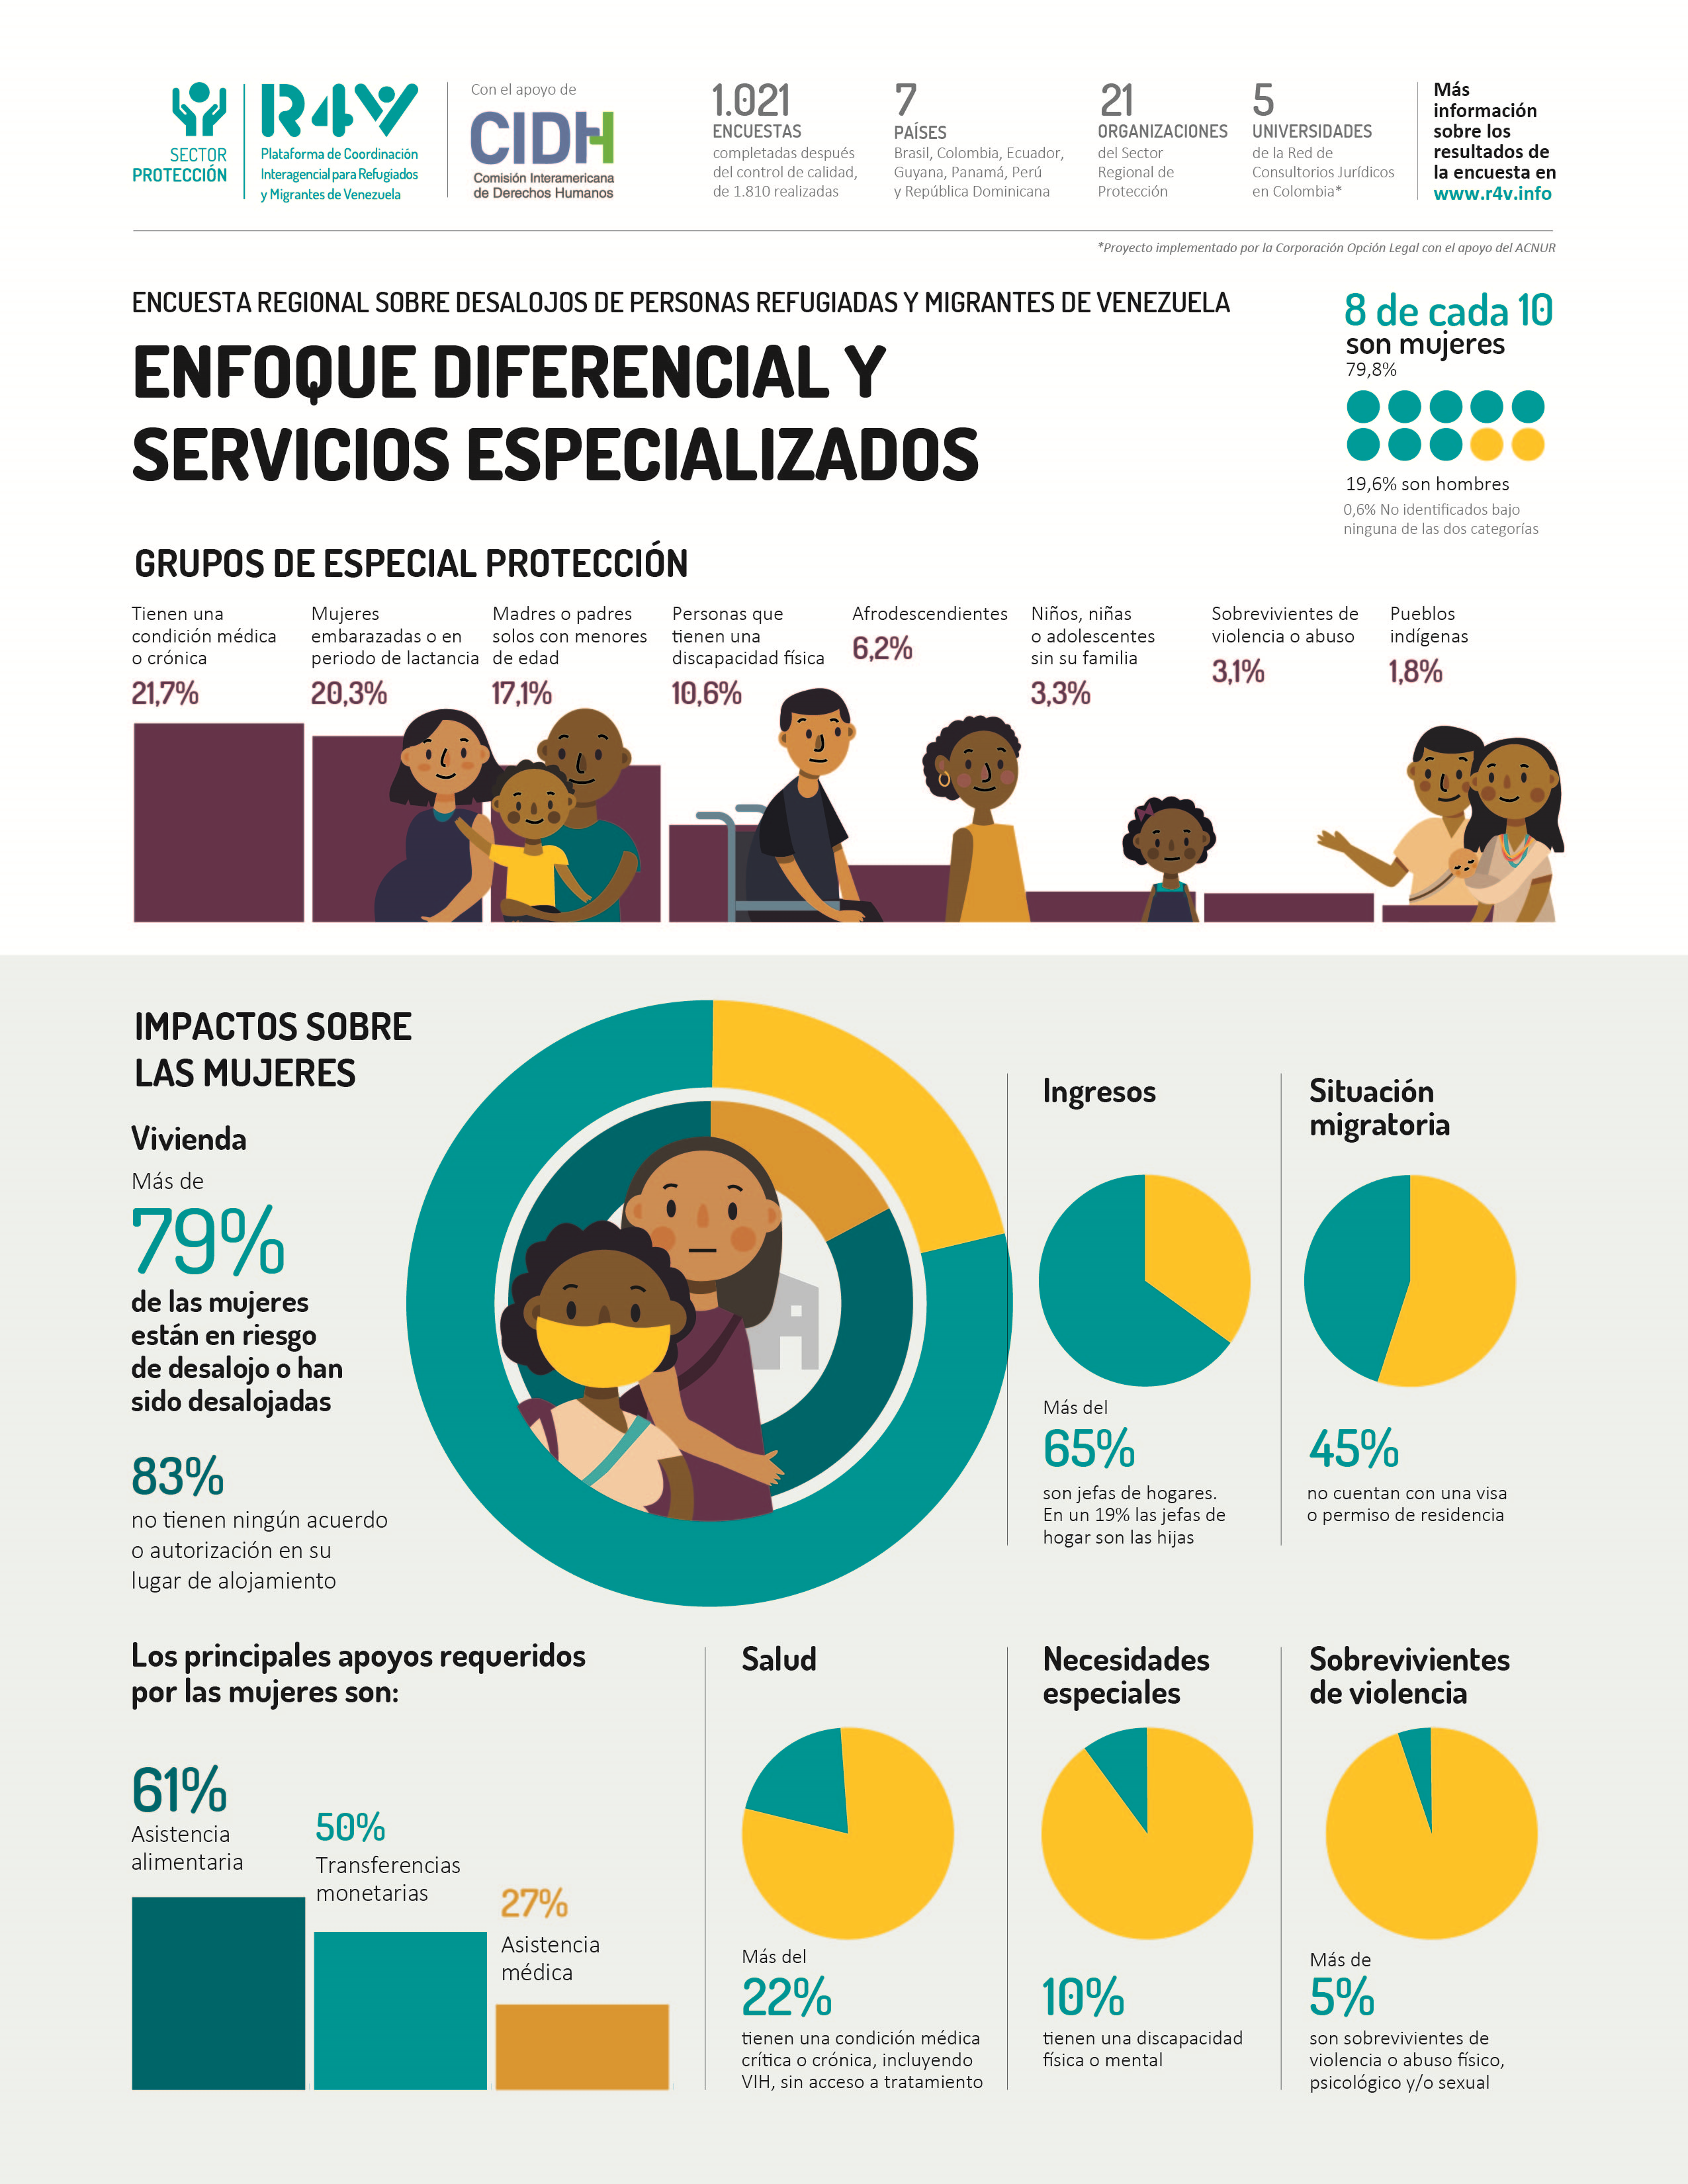 SECTOR
PROTECCIÓN
R4V
Plataforma de Coordinación
Interagencial para Refugiados
y Migrantes de Venezuela
Con el apoyo de
CIDH
Comisión Interamericana
de Derechos Humanos
1.021
ENCUESTAS
completadas después
del control de calidad,
de 1.810 realizadas
7
PAÍSES
Brasil, Colombia, Ecuador,
Guyana, Panamá, Perú
y República Dominicana
21
ORGANIZACIONES
del Sector
Regional de
Protección
5
UNIVERSIDADES
de la Red de
Consultorios Jurídicos
en Colombia*
Más
información
sobre los
resultados de
la encuesta en
www.r4v.info
*Proyecto implementado por la Corporación Opción Legal con el apoyo del ACNUR
ENCUESTA REGIONAL SOBRE DESALOJOS DE PERSONAS REFUGIADAS Y MIGRANTES DE VENEZUELA
ENFOQUE DIFERENCIAL Y
SERVICIOS ESPECIALIZADOS
8 de cada 10
son mujeres
79,8%
19,6% son hombres
0,6% No identificados bajo
ninguna de las dos categorías
GRUPOS DE ESPECIAL PROTECCIÓN
Tienen una
condición médica
o crónica
21,7%
Mujeres
embarazadas o en
periodo de lactancia
20,3%
Madres o padres
solos con menores
de edad
17,1%
Personas que
tienen una
discapacidad física
10,6%
Afrodescendientes
6,2%
Niños, niñas
o adolescentes
sin su familia
3,3%
Sobrevivientes de
violencia o abuso
3,1%
Pueblos
indígenas
1,8%
IMPACTOS SOBRE
LAS MUJERES
Vivienda
Más de
79%
de las mujeres
están en riesgo
de desalojo o han
sido desalojadas
83%
no tienen ningún acuerdo
o autorización en su
lugar de alojamiento
Ingresos
Más del
65%
son jefas de hogares.
En un 19% las jefas de
hogar son las hijas
Situación
migratoria
45%
no cuentan con una visa
o permiso de residencia
Los principales apoyos requeridos
por las mujeres son:
61%
Asistencia
alimentaria
50%
Transferencias
monetarias
27%
Asistencia
médica
Salud
Más del
22%
tienen una condición médica
crítica o crónica, incluyendo
VIH, sin acceso a tratamiento
Necesidades
especiales
10%
tienen una discapacidad
física o mental
Sobrevivientes
de violencia
Más de
5%
son sobrevivientes de
violencia o abuso físico,
psicológico y/o sexual